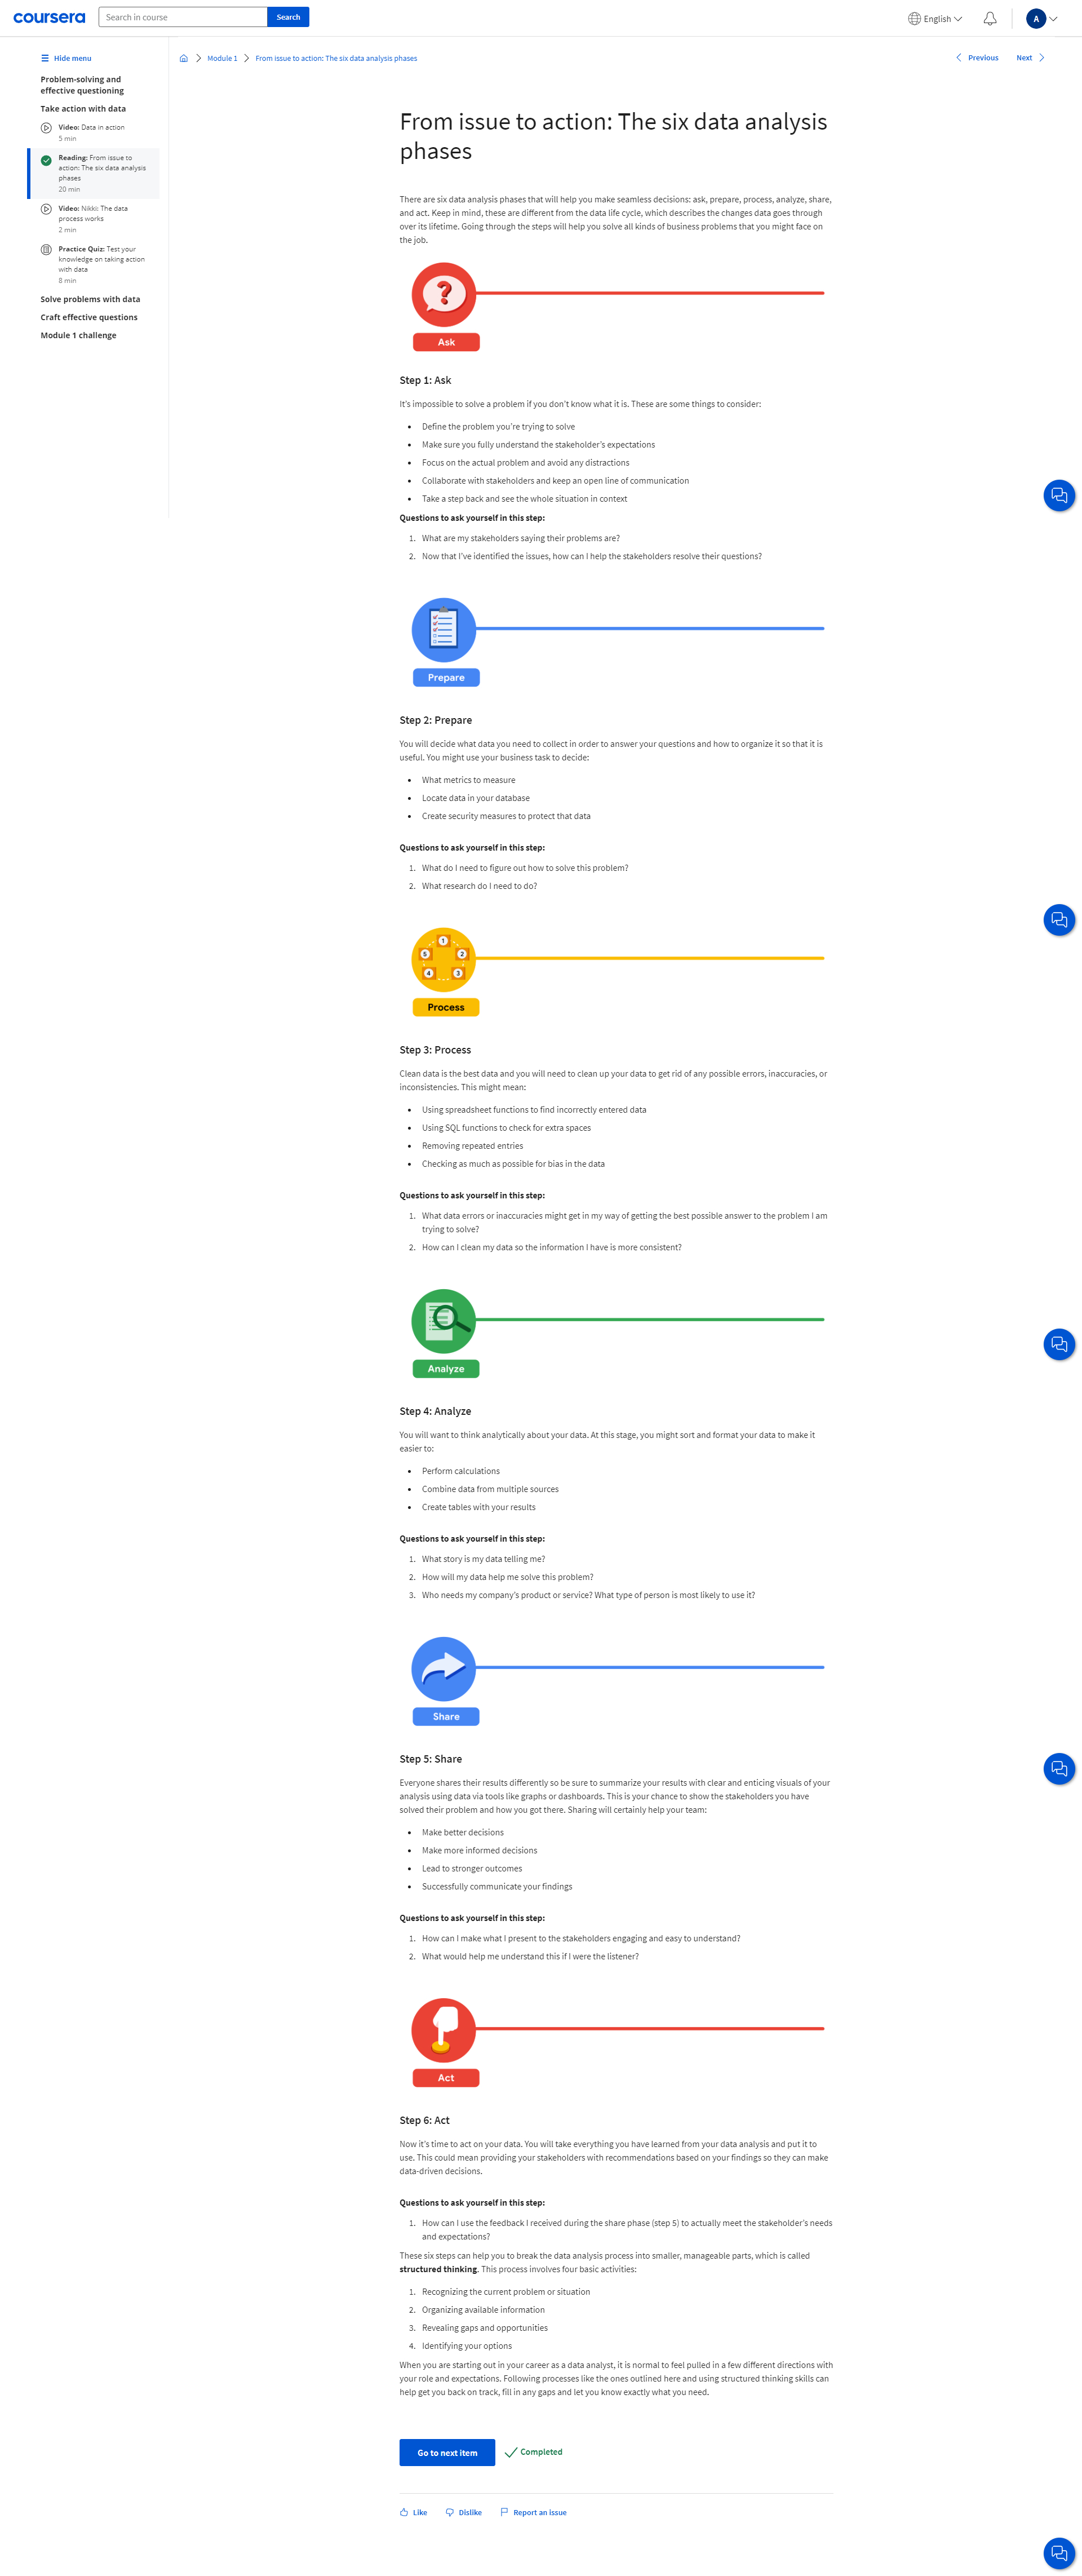 coursera
Search in course
Search
English
A
Hide menu
Problem-solving and
effective questioning
Take action with data
Video: Data in action
5 min
Reading: From issue to
action: The six data analysis
phases
20 min
Video: Nikki: The data
process works
2 min
Practice Quiz: Test your
knowledge on taking action
with data
8 min
Solve problems with data
Craft effective questions
Module 1 challenge
Module 1
From issue to action: The six data analysis phases
Previous
Next
From issue to action: The six data analysis
phases
There are six data analysis phases that will help you make seamless decisions: ask, prepare, process, analyze, share,
and act. Keep in mind, these are different from the data life cycle, which describes the changes data goes through
over its lifetime. Going through the steps will help you solve all kinds of business problems that you might face on
the job.
?
Ask
Step 1: Ask
It's impossible to solve a problem if you don't know what it is. These are some things to consider:
• Define the problem you're trying to solve
• Make sure you fully understand the stakeholder's expectations
• Focus on the actual problem and avoid any distractions
• Collaborate with stakeholders and keep an open line of communication
• Take a step back and see the whole situation in context
Questions to ask yourself in this step:
1. What are my stakeholders saying their problems are?
2. Now that I've identified the issues, how can I help the stakeholders resolve their questions?
Prepare
Step 2: Prepare
You will decide what data you need to collect in order to answer your questions and how to organize it so that it is
useful. You might use your business task to decide:
• What metrics to measure
• Locate data in your database
• Create security measures to protect that data
Questions to ask yourself in this step:
1. What do I need to figure out how to solve this problem?
2. What research do I need to do?
1
5 2
4 3
Process
Step 3: Process
Clean data is the best data and you will need to clean up your data to get rid of any possible errors, inaccuracies, or
inconsistencies. This might mean:
• Using spreadsheet functions to find incorrectly entered data
• Using SQL functions to check for extra spaces
• Removing repeated entries
• Checking as much as possible for bias in the data
Questions to ask yourself in this step:
1. What data errors or inaccuracies might get in my way of getting the best possible answer to the problem I am
trying to solve?
2. How can I clean my data so the information I have is more consistent?
Analyze
Step 4: Analyze
You will want to think analytically about your data. At this stage, you might sort and format your data to make it
easier to:
• Perform calculations
• Combine data from multiple sources
• Create tables with your results
Questions to ask yourself in this step:
1. What story is my data telling me?
2. How will my data help me solve this problem?
3. Who needs my company's product or service? What type of person is most likely to use it?
Share
Step 5: Share
Everyone shares their results differently so be sure to summarize your results with clear and enticing visuals of your
analysis using data via tools like graphs or dashboards. This is your chance to show the stakeholders you have
solved their problem and how you got there. Sharing will certainly help your team:
• Make better decisions
• Make more informed decisions
• Lead to stronger outcomes
• Successfully communicate your findings
Questions to ask yourself in this step:
1. How can I make what I present to the stakeholders engaging and easy to understand?
2. What would help me understand this if I were the listener?
Act
Step 6: Act
Now it's time to act on your data. You will take everything you have learned from your data analysis and put it to
use. This could mean providing your stakeholders with recommendations based on your findings so they can make
data-driven decisions.
Questions to ask yourself in this step:
1. How can I use the feedback I received during the share phase (step 5) to actually meet the stakeholder's needs
and expectations?
These six steps can help you to break the data analysis process into smaller, manageable parts, which is called
structured thinking. This process involves four basic activities:
1. Recognizing the current problem or situation
2. Organizing available information
3. Revealing gaps and opportunities
4. Identifying your options
When you are starting out in your career as a data analyst, it is normal to feel pulled in a few different directions with
your role and expectations. Following processes like the ones outlined here and using structured thinking skills can
help get you back on track, fill in any gaps and let you know exactly what you need.
Go to next item
Completed
Like
Dislike
Report an issue